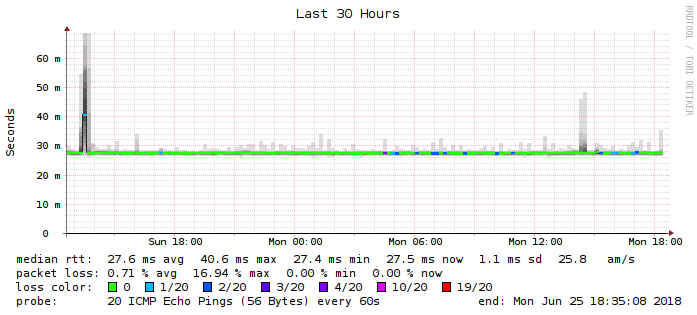 Last 30 Hours
RRDTOOL / TOBI OETIKER
Seconds
60 m
50 m
40 m
30 m
20 m
10 m
0
Sun 18:00 Mon 00:00 Mon 06:00 Mon 12:00 Mon 18:00
median rtt: 27.6 ms avg 40.6 ms max 27.4 ms min 27.5 ms now 1.1 ms sd 25.8 am/s
packet loss: 0.71 % avg 16.94 % max 0.00 % min 0.00 % now
loss color: 0 1/20 2/20 3/20 4/20 10/20 19/20
probe: 20 ICMP Echo Pings (56 Bytes) every 60s end: Mon Jun 25 18:35:08 2018